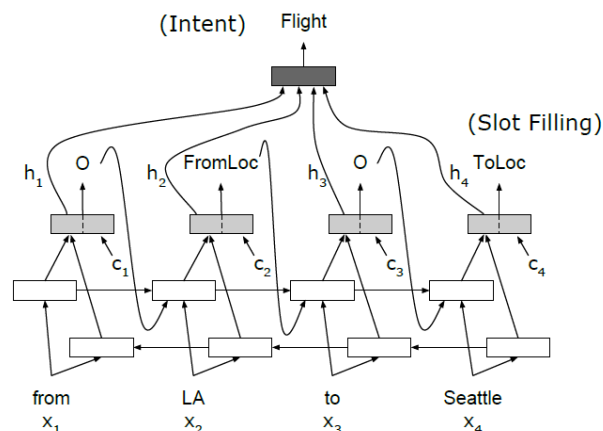 (Intent) Flight
(Slot Filling)
h1 O h2 FromLoc h3 O h4 ToLoc
c1 c2 c3 c4
from LA to Seattle
x1 x2 x3 x4